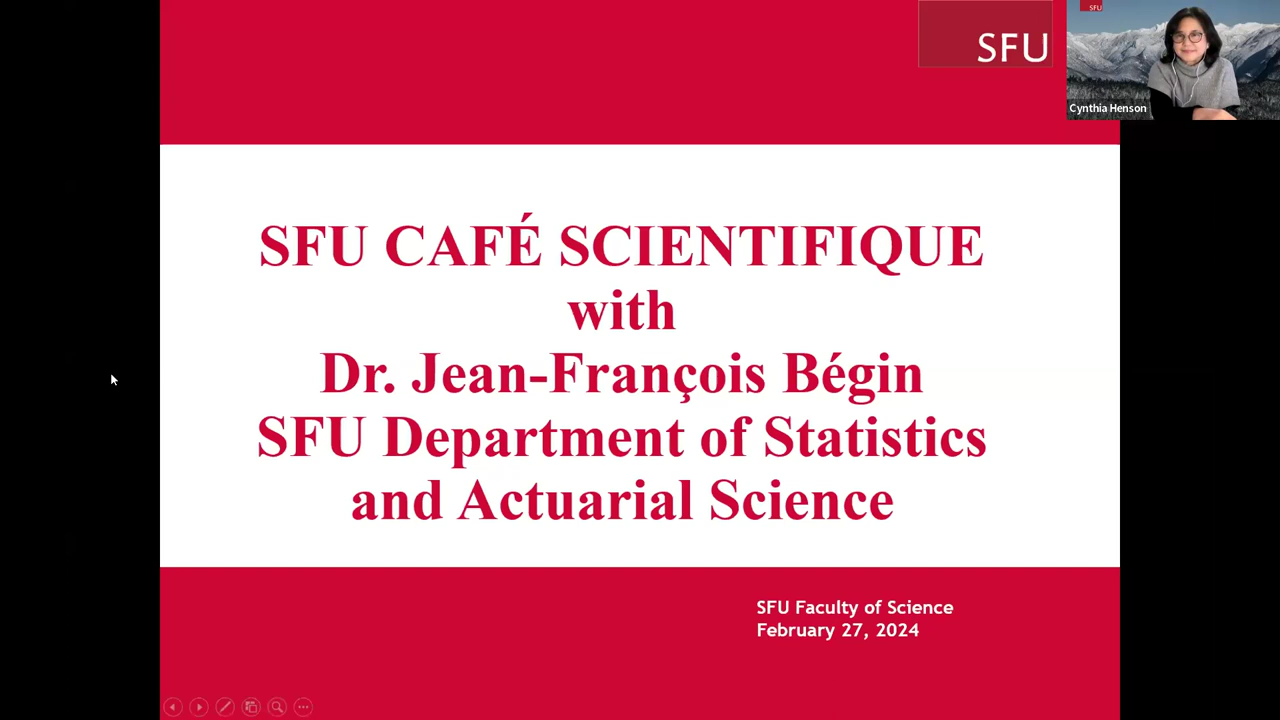 SFU
SFU
Cynthia Henson
SFU CAFÉ SCIENTIFIQUE
with
Dr. Jean-François Bégin
SFU Department of Statistics
and Actuarial Science
SFU Faculty of Science
February 27, 2024